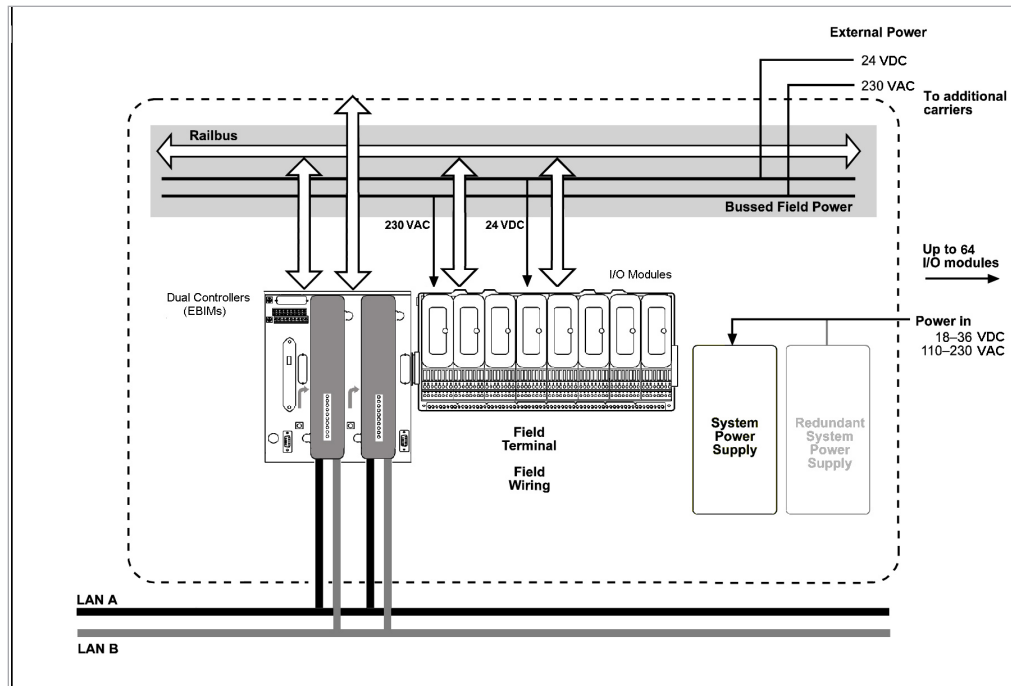 External Power
24 VDC
230 VAC
To additional
carriers
Railbus
Bussed Field Power
230 VAC
24 VDC
Up to 64
I/O modules
I/O Modules
Dual Controllers
(EBIMs)
Power in
18–36 VDC
110–230 VAC
System
Power
Supply
Redundant
System
Power
Supply
Field
Terminal
Field
Wiring
LAN A
LAN B